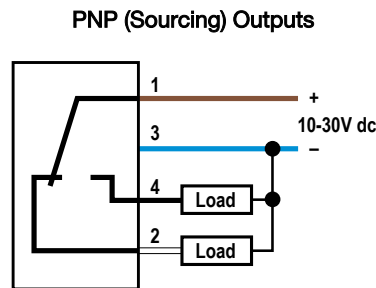 PNP (Sourcing) Outputs
1
+
10-30V dc
3
–
4
Load
2
Load